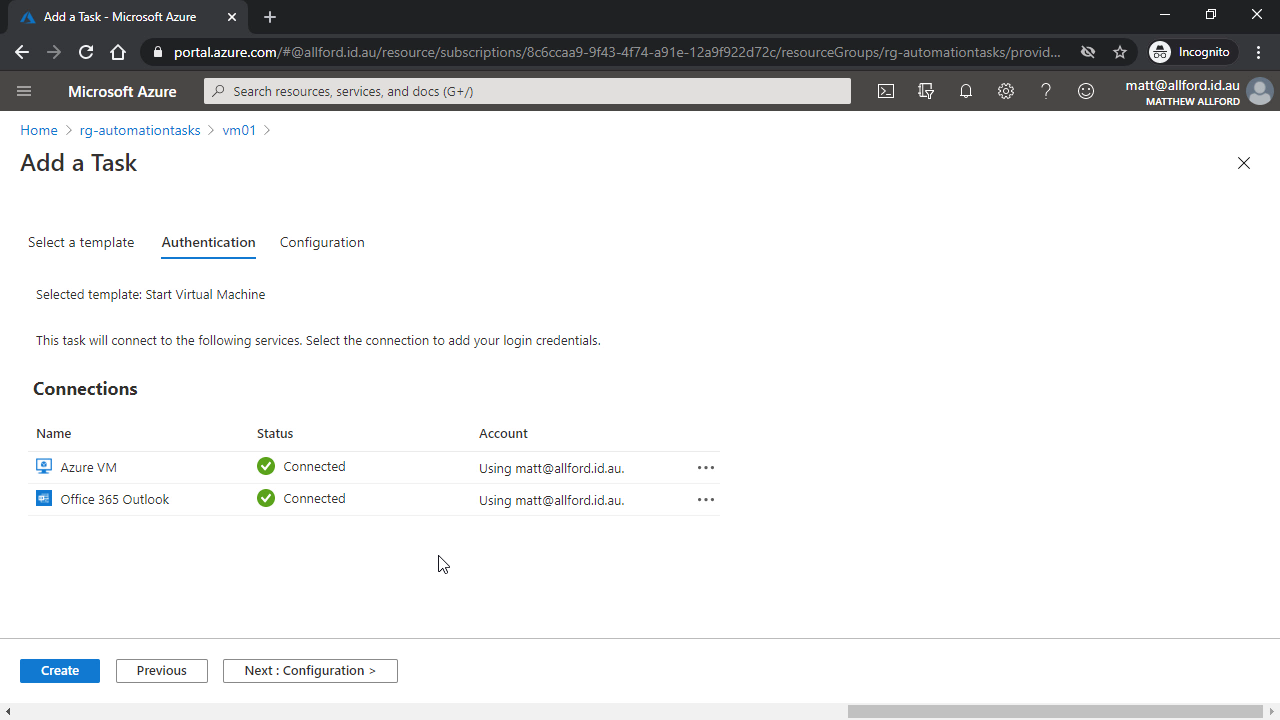 Add a Task - Microsoft Azure
portal.azure.com/#@allford.id.au/resource/subscriptions/8c6ccaa9-9f43-4f74-a91e-12a9f922d72c/resourceGroups/rg-automationtasks/provid...
Incognito
Microsoft Azure
Search resources, services, and docs (G+/)
matt@allford.id.au
MATTHEW ALLFORD
Home > rg-automationtasks > vm01 >
Add a Task
Select a template Authentication Configuration
Selected template: Start Virtual Machine
This task will connect to the following services. Select the connection to add your login credentials.
Connections
Name Status Account
Azure VM Connected Using matt@allford.id.au.
Office 365 Outlook Connected Using matt@allford.id.au.
Create Previous Next : Configuration >